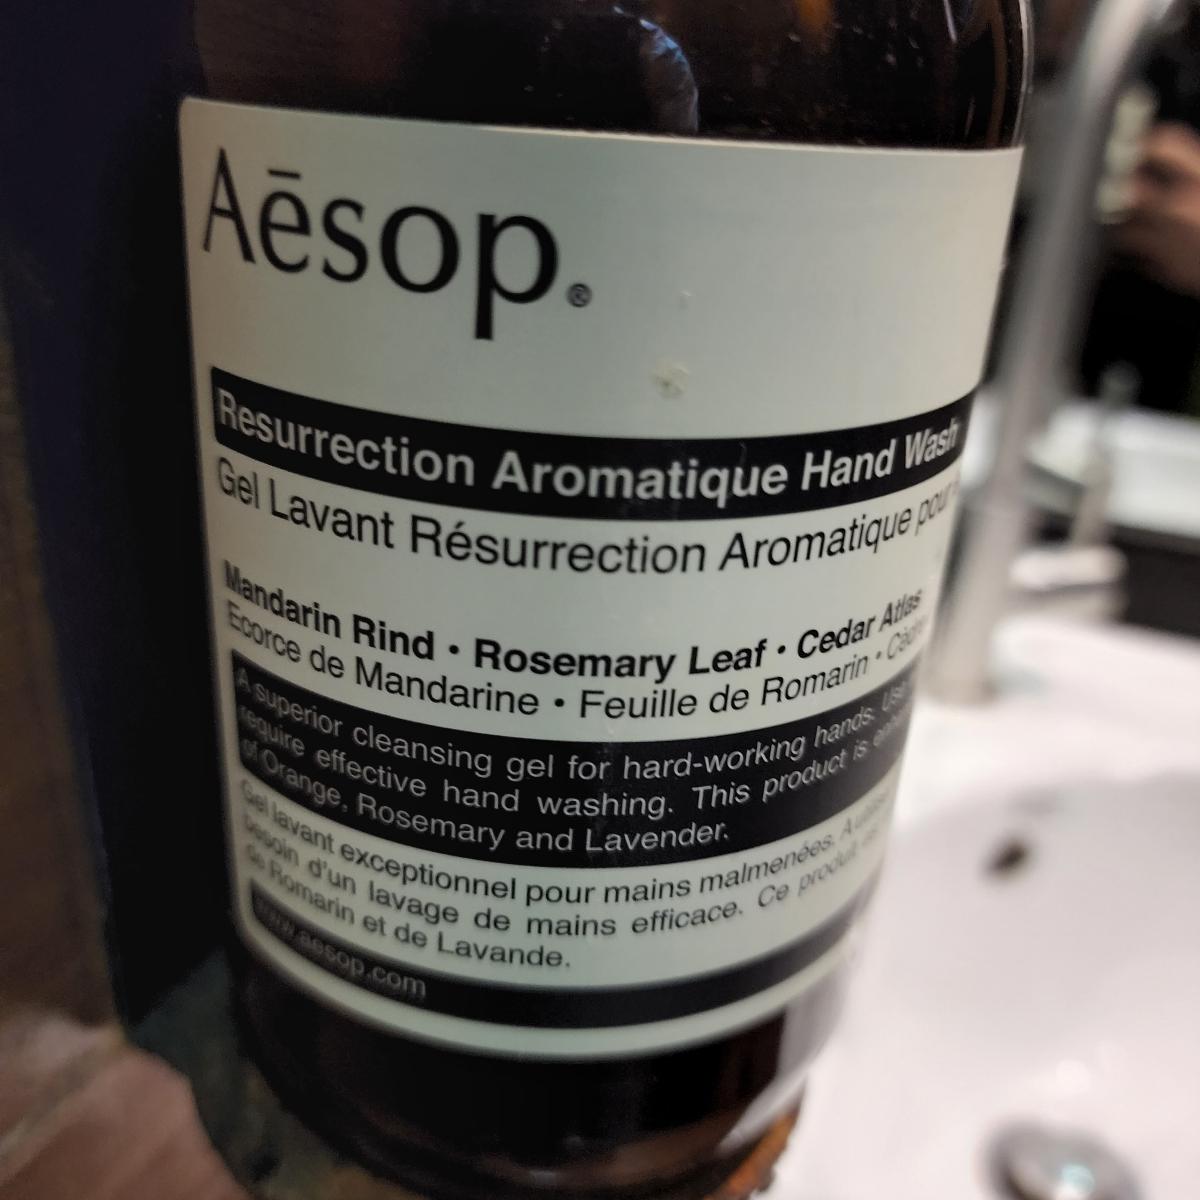 Aēsop.®
Resurrection Aromatique Hand Wash
Gel Lavant Résurrection Aromatique pour
Mandarin Rind • Rosemary Leaf • Cedar Atlas
Ecorce de Mandarine • Feuille de Romarin •
A superior cleansing gel for hard-working hands. Use
require effective hand washing. This product is
of Orange, Rosemary and Lavender.
Gel lavant exceptionnel pour mains malmenées. A
besoin d'un lavage de mains efficace. Ce produit
de Romarin et de Lavande.
www.aesop.com